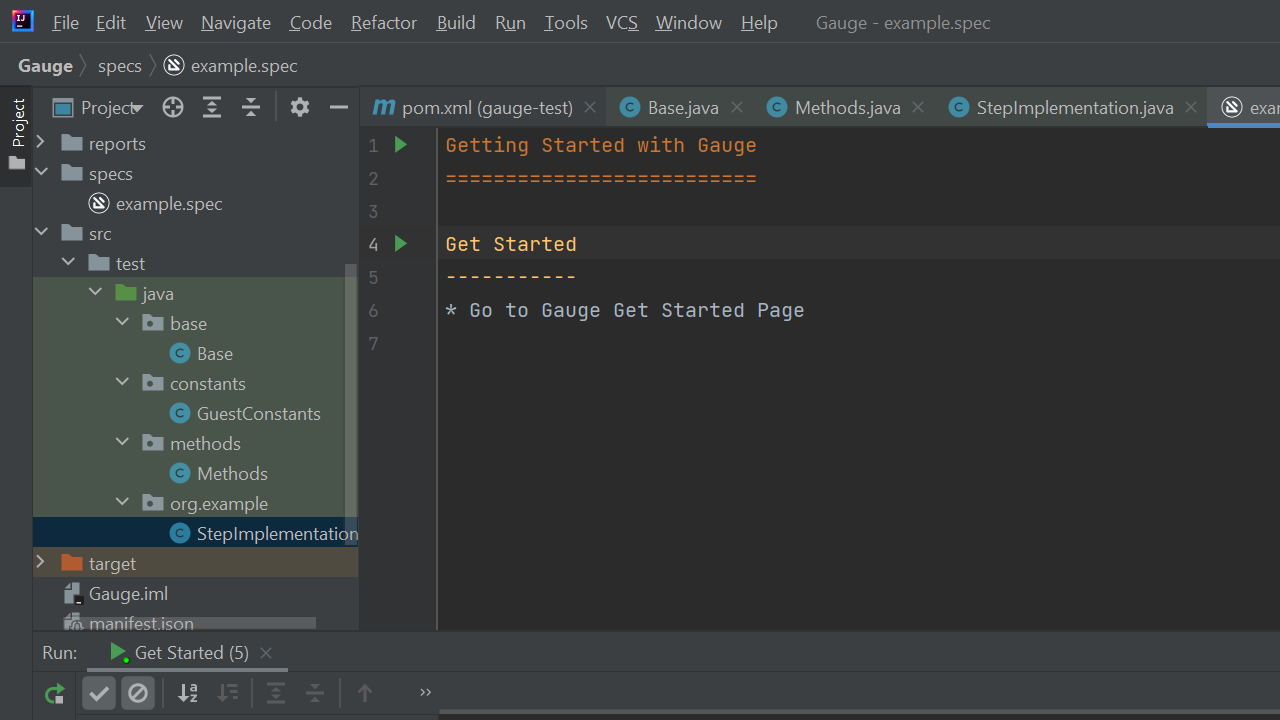 File Edit View Navigate Code Refactor Build Run Tools VCS Window Help Gauge - example.spec
Gauge specs example.spec
Project
Project
pom.xml (gauge-test) Base.java Methods.java StepImplementation.java
reports
specs
example.spec
src
test
java
base
Base
constants
GuestConstants
methods
Methods
org.example
StepImplementation
target
Gauge.iml
manifest.json
1 Getting Started with Gauge
2 ==========================
3
4 Get Started
5 -----------
6 * Go to Gauge Get Started Page
7
Run: Get Started (5)